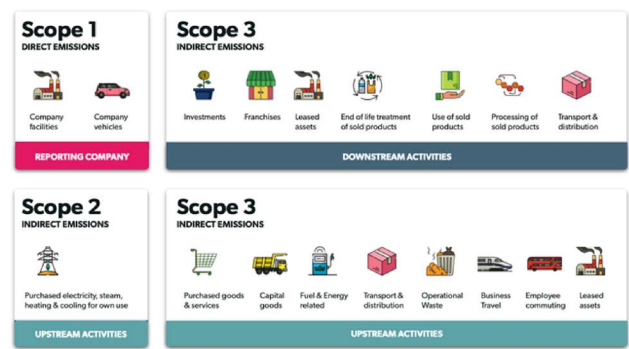 Scope 1
DIRECT EMISSIONS
Company
facilities
Company
vehicles
REPORTING COMPANY
Scope 3
INDIRECT EMISSIONS
Investments
Franchises
Leased
assets
End of life treatment
of sold products
Use of sold
products
Processing of
sold products
Transport &
distribution
DOWNSTREAM ACTIVITIES
Scope 2
INDIRECT EMISSIONS
Purchased electricity, steam,
heating & cooling for own use
UPSTREAM ACTIVITIES
Scope 3
INDIRECT EMISSIONS
Purchased goods
& services
Capital
goods
Fuel & Energy
related
Transport &
distribution
Operational
Waste
Business
Travel
Employee
commuting
Leased
assets
UPSTREAM ACTIVITIES